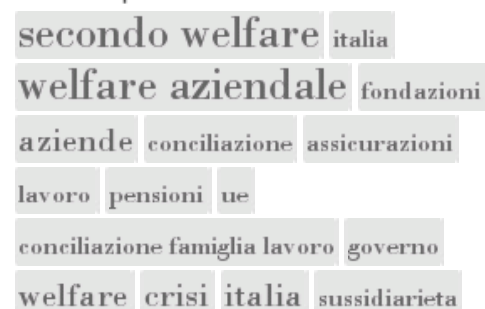 secondo welfare italia
welfare aziendale fondazioni
aziende conciliazione assicurazioni
lavoro pensioni ue
conciliazione famiglia lavoro governo
welfare crisi italia sussidiarieta